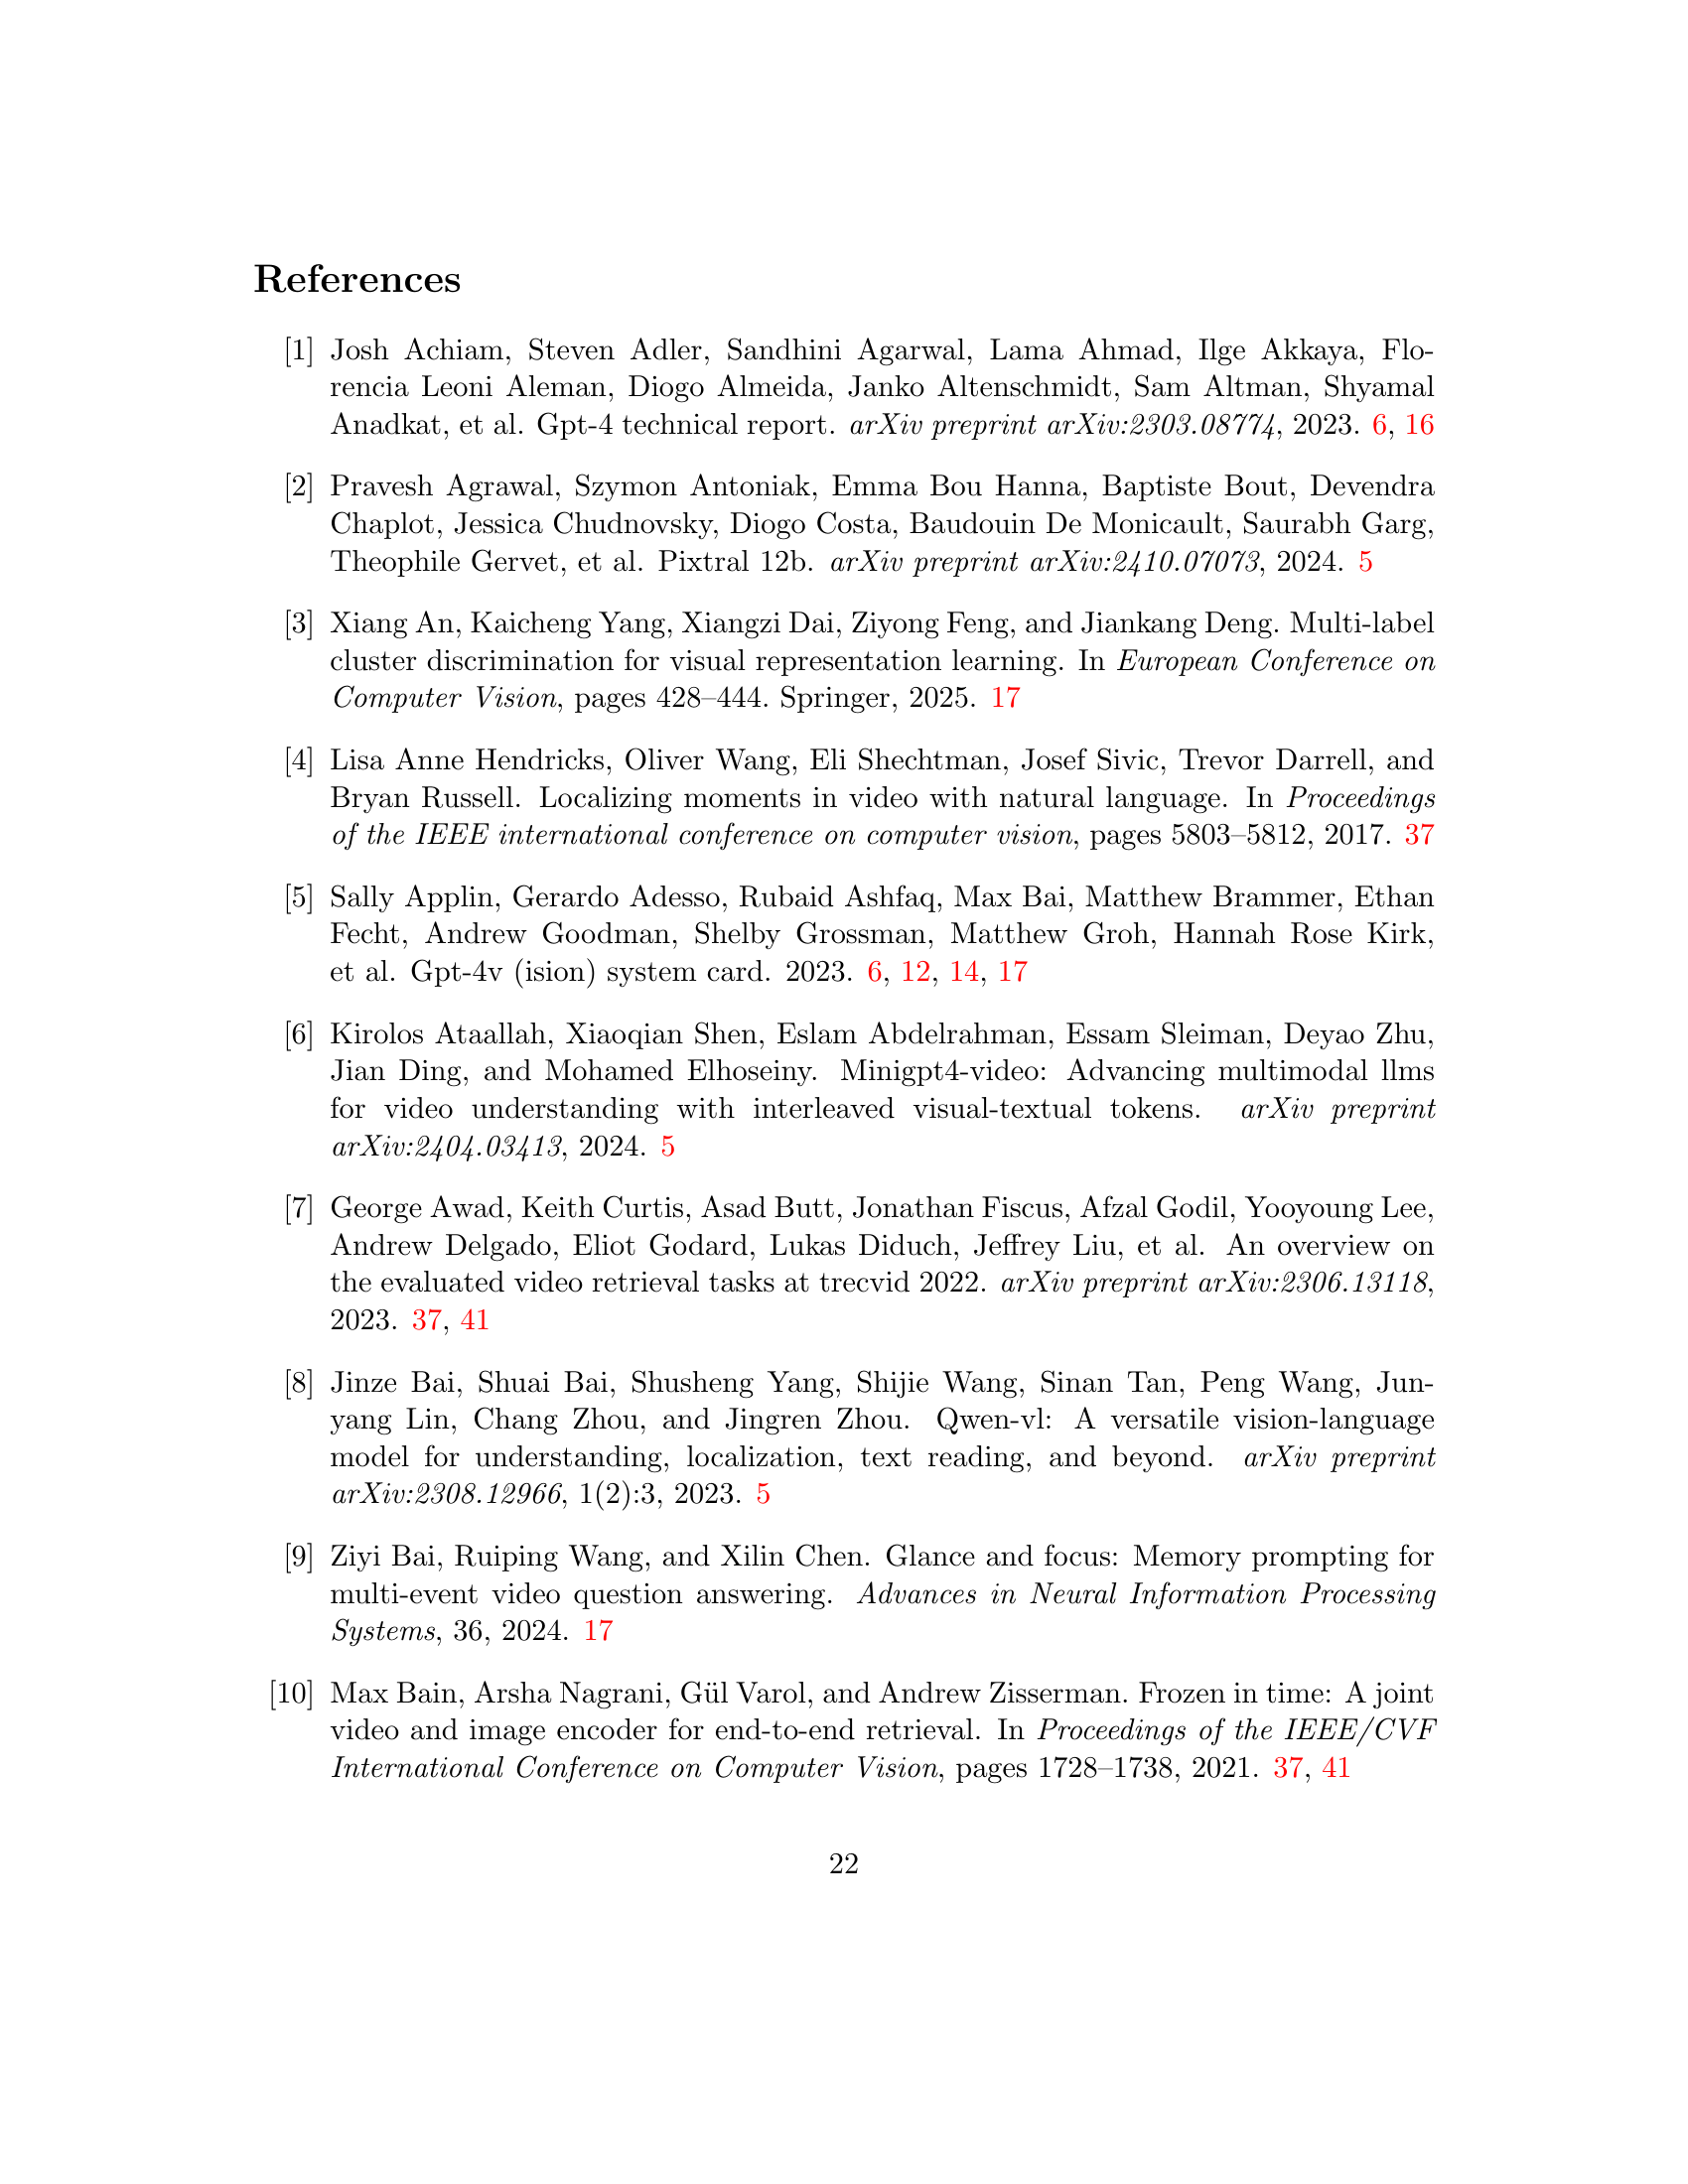 References
[1] Josh Achiam, Steven Adler, Sandhini Agarwal, Lama Ahmad, Ilge Akkaya, Flo-
rencia Leoni Aleman, Diogo Almeida, Janko Altenschmidt, Sam Altman, Shyamal
Anadkat, et al. Gpt-4 technical report. arXiv preprint arXiv:2303.08774, 2023. 6, 16
[2] Pravesh Agrawal, Szymon Antoniak, Emma Bou Hanna, Baptiste Bout, Devendra
Chaplot, Jessica Chudnovsky, Diogo Costa, Baudouin De Monicault, Saurabh Garg,
Theophile Gervet, et al. Pixtral 12b. arXiv preprint arXiv:2410.07073, 2024. 5
[3] Xiang An, Kaicheng Yang, Xiangzi Dai, Ziyong Feng, and Jiankang Deng. Multi-label
cluster discrimination for visual representation learning. In European Conference on
Computer Vision, pages 428–444. Springer, 2025. 17
[4] Lisa Anne Hendricks, Oliver Wang, Eli Shechtman, Josef Sivic, Trevor Darrell, and
Bryan Russell. Localizing moments in video with natural language. In Proceedings
of the IEEE international conference on computer vision, pages 5803–5812, 2017. 37
[5] Sally Applin, Gerardo Adesso, Rubaid Ashfaq, Max Bai, Matthew Brammer, Ethan
Fecht, Andrew Goodman, Shelby Grossman, Matthew Groh, Hannah Rose Kirk,
et al. Gpt-4v (ision) system card. 2023. 6, 12, 14, 17
[6] Kirolos Ataallah, Xiaoqian Shen, Eslam Abdelrahman, Essam Sleiman, Deyao Zhu,
Jian Ding, and Mohamed Elhoseiny. Minigpt4-video: Advancing multimodal llms
for video understanding with interleaved visual-textual tokens. arXiv preprint
arXiv:2404.03413, 2024. 5
[7] George Awad, Keith Curtis, Asad Butt, Jonathan Fiscus, Afzal Godil, Yooyoung Lee,
Andrew Delgado, Eliot Godard, Lukas Diduch, Jeffrey Liu, et al. An overview on
the evaluated video retrieval tasks at trecvid 2022. arXiv preprint arXiv:2306.13118,
2023. 37, 41
[8] Jinze Bai, Shuai Bai, Shusheng Yang, Shijie Wang, Sinan Tan, Peng Wang, Jun-
yang Lin, Chang Zhou, and Jingren Zhou. Qwen-vl: A versatile vision-language
model for understanding, localization, text reading, and beyond. arXiv preprint
arXiv:2308.12966, 1(2):3, 2023. 5
[9] Ziyi Bai, Ruiping Wang, and Xilin Chen. Glance and focus: Memory prompting for
multi-event video question answering. Advances in Neural Information Processing
Systems, 36, 2024. 17
[10] Max Bain, Arsha Nagrani, Gül Varol, and Andrew Zisserman. Frozen in time: A joint
video and image encoder for end-to-end retrieval. In Proceedings of the IEEE/CVF
International Conference on Computer Vision, pages 1728–1738, 2021. 37, 41
22